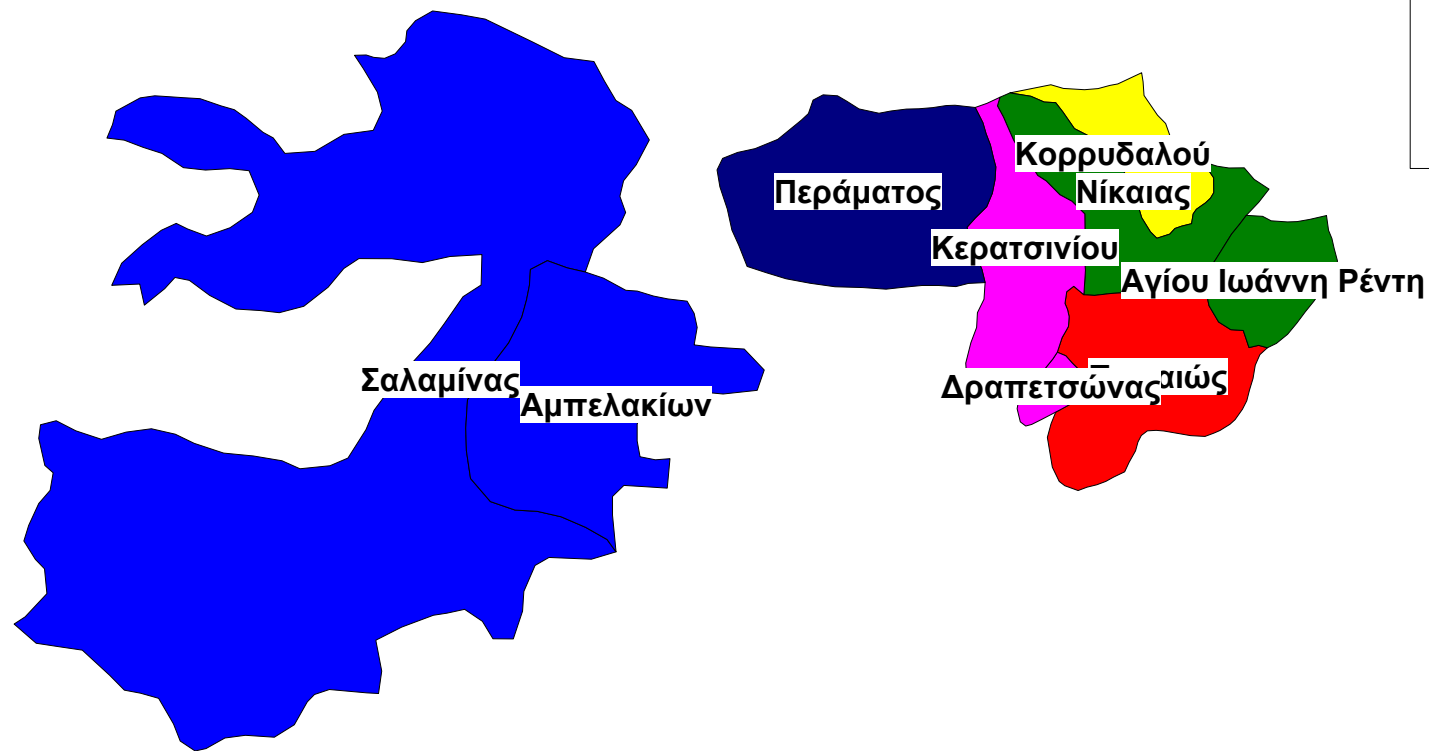 Κορρυδαλού
Περάματος
Νίκαιας
Κερατσινίου
Αγίου Ιωάννη Ρέντη
Σαλαμίνας
Δραπετσώνας
Αμπελακίων